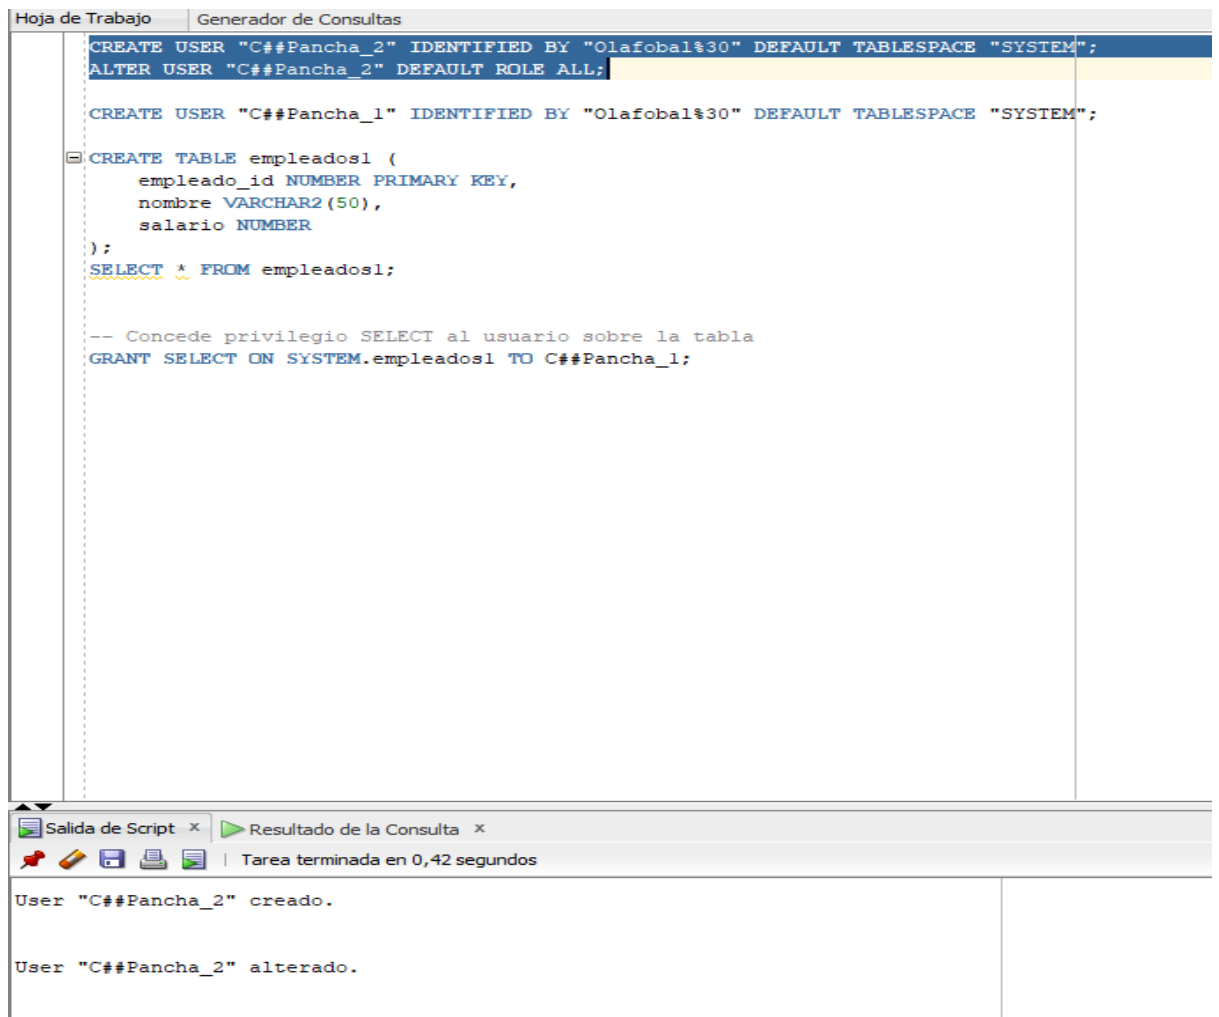 Hoja de Trabajo Generador de Consultas
CREATE USER "C##Pancha_2" IDENTIFIED BY "Olafobal%30" DEFAULT TABLESPACE "SYSTEM";
ALTER USER "C##Pancha_2" DEFAULT ROLE ALL;
CREATE USER "C##Pancha_1" IDENTIFIED BY "Olafobal%30" DEFAULT TABLESPACE "SYSTEM";
CREATE TABLE empleados1 (
empleado_id NUMBER PRIMARY KEY,
nombre VARCHAR2(50),
salario NUMBER
);
SELECT * FROM empleados1;
-- Concede privilegio SELECT al usuario sobre la tabla
GRANT SELECT ON SYSTEM.empleados1 TO C##Pancha_1;
Salida de Script x Resultado de la Consulta x
Tarea terminada en 0,42 segundos
User "C##Pancha_2" creado.
User "C##Pancha_2" alterado.